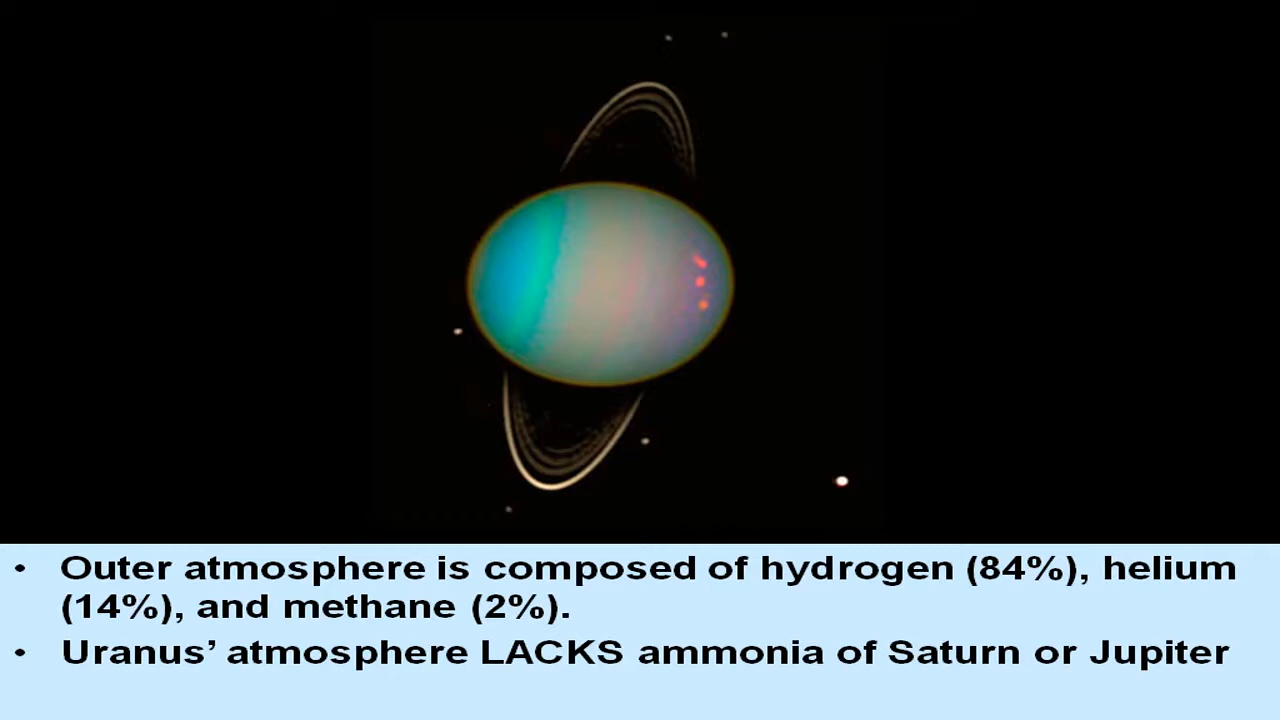 • Outer atmosphere is composed of hydrogen (84%), helium
(14%), and methane (2%).
• Uranus’ atmosphere LACKS ammonia of Saturn or Jupiter